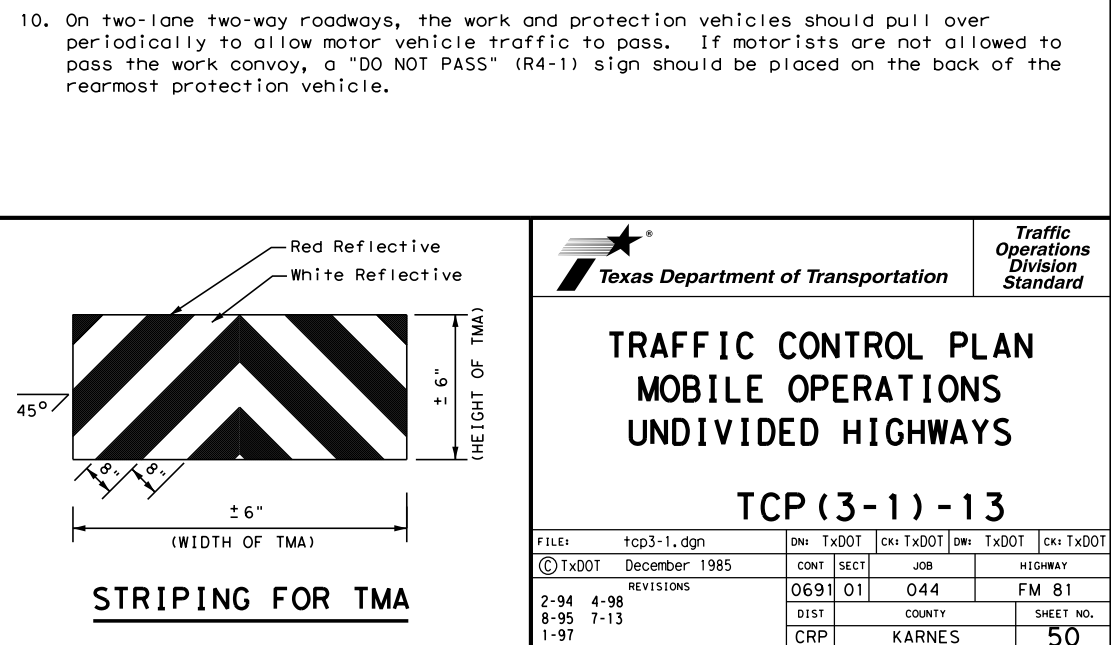 10. On two-lane two-way roadways, the work and protection vehicles should pull over
periodically to allow motor vehicle traffic to pass. If motorists are not allowed to
pass the work convoy, a "DO NOT PASS" (R4-1) sign should be placed on the back of the
rearmost protection vehicle.
Red Reflective
White Reflective
45°
8"
8"
± 6"
(HEIGHT OF TMA)
± 6"
(WIDTH OF TMA)
STRIPING FOR TMA
®
Texas Department of Transportation
Traffic
Operations
Division
Standard
TRAFFIC CONTROL PLAN
MOBILE OPERATIONS
UNDIVIDED HIGHWAYS
TCP(3-1)-13
FILE: tcp3-1.dgn DN: TxDOT CK: TxDOT DW: TxDOT CK: TxDOT
© TxDOT December 1985 CONT SECT JOB HIGHWAY
REVISIONS
0691 01 044 FM 81
2-94 4-98
8-95 7-13
1-97
DIST COUNTY SHEET NO.
CRP KARNES 50